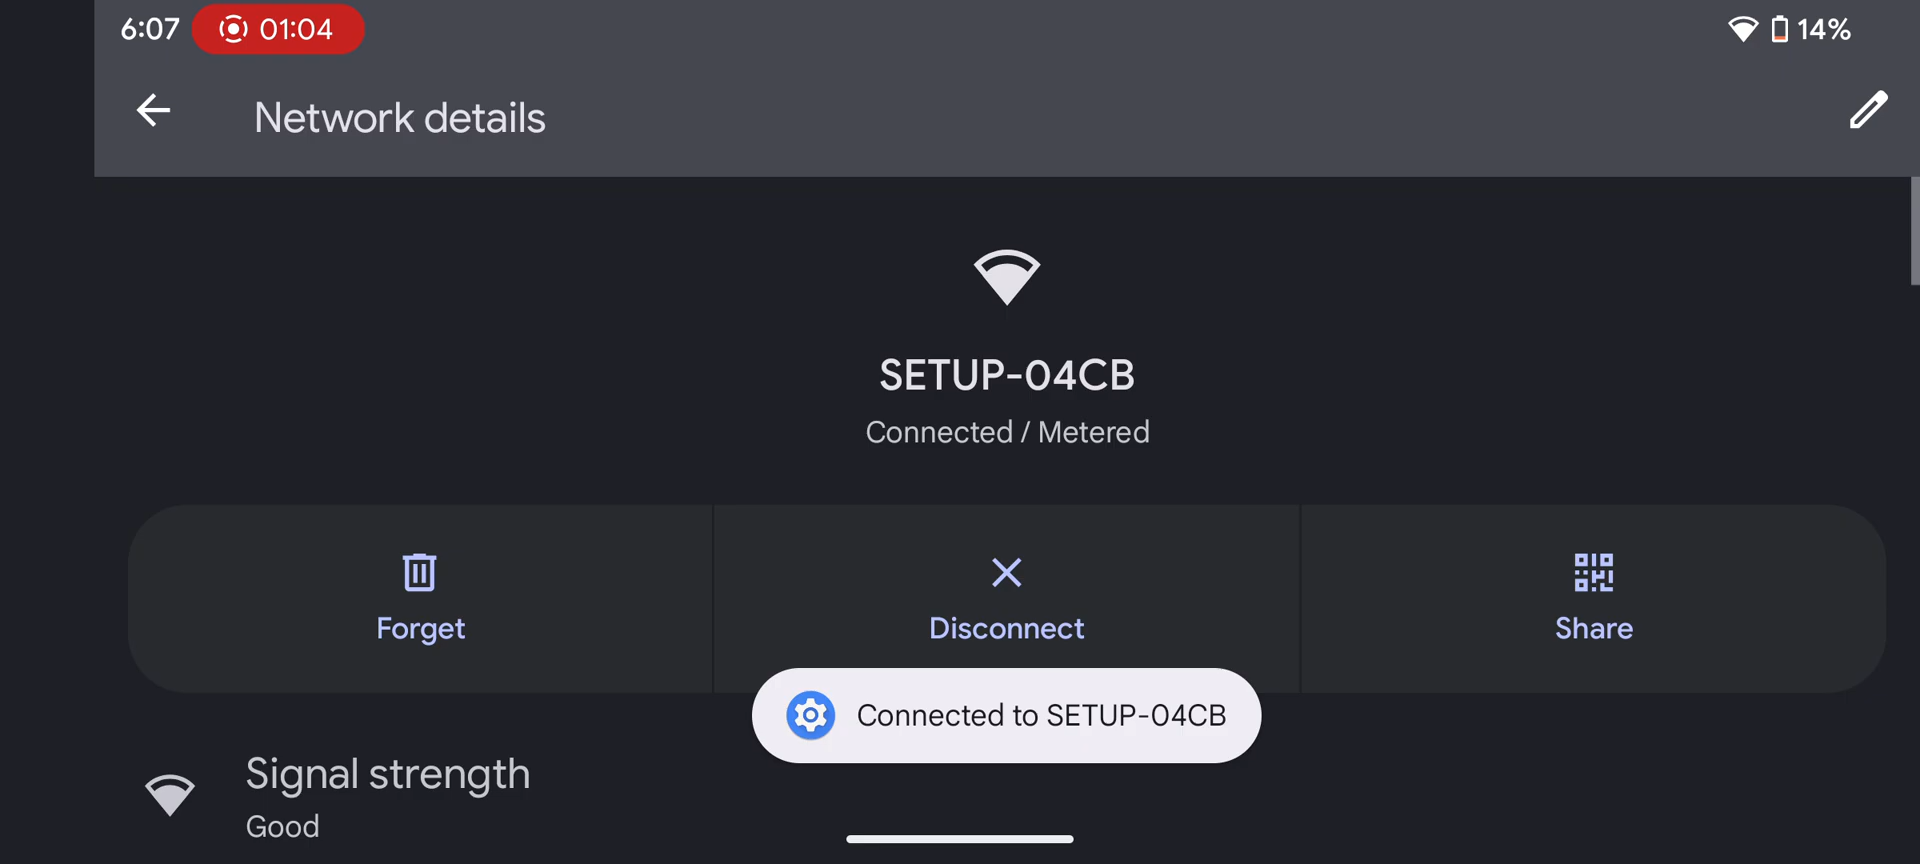 6:07 01:04 14%
Network details
SETUP-04CB
Connected / Metered
Forget Disconnect Share
Connected to SETUP-04CB
Signal strength
Good